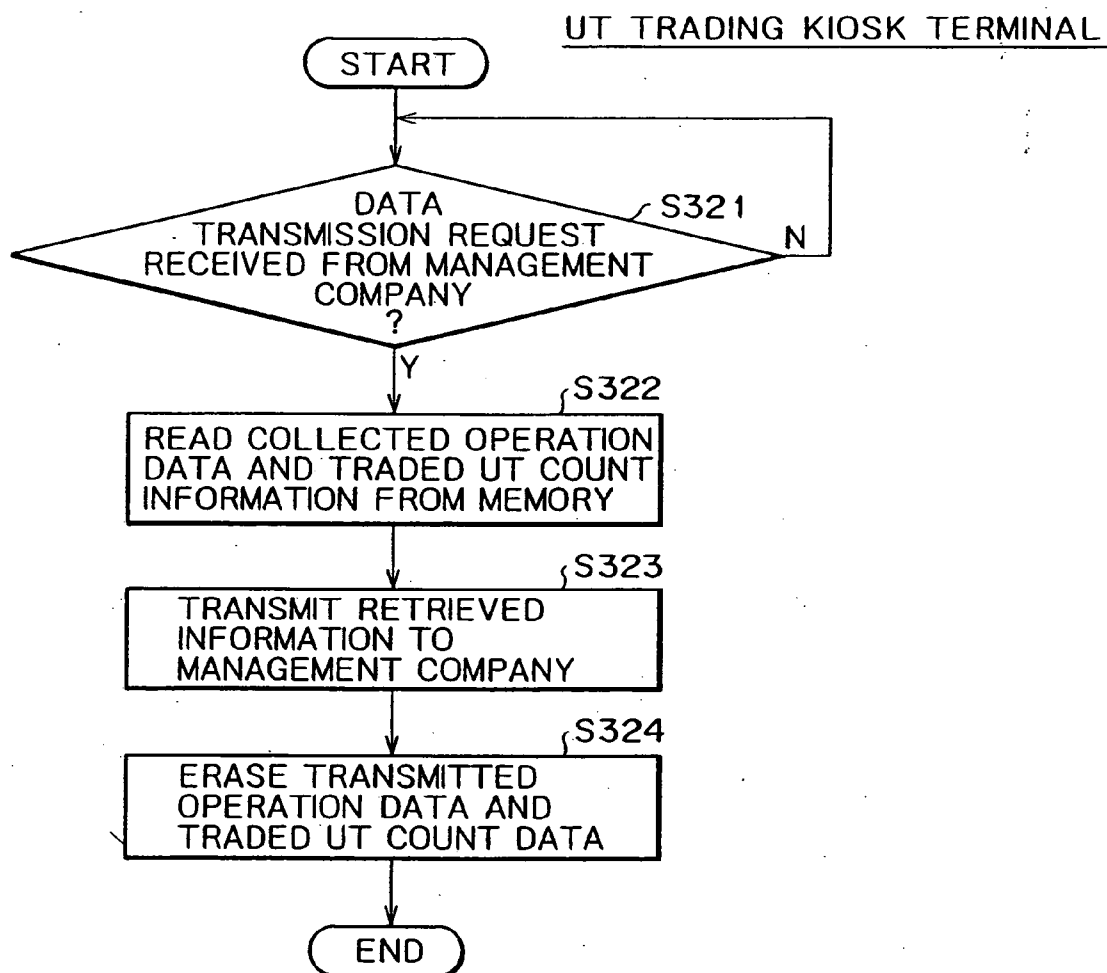 UT TRADING KIOSK TERMINAL
START
DATA
TRANSMISSION REQUEST
RECEIVED FROM MANAGEMENT
COMPANY
?
S321
N
Y
S322
READ COLLECTED OPERATION
DATA AND TRADED UT COUNT
INFORMATION FROM MEMORY
S323
TRANSMIT RETRIEVED
INFORMATION TO
MANAGEMENT COMPANY
S324
ERASE TRANSMITTED
OPERATION DATA AND
TRADED UT COUNT DATA
END